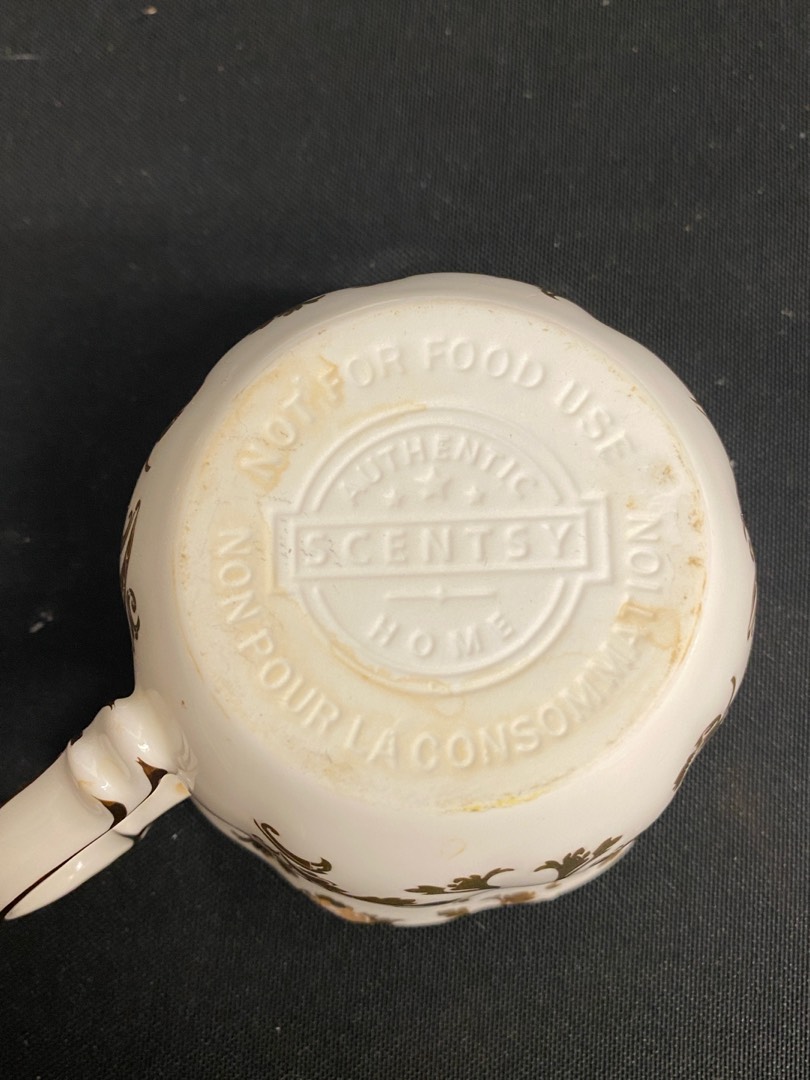 NOT FOR FOOD USE
AUTHENTIC
SCENTSY
HOME
NON POUR LA CONSOMMATION